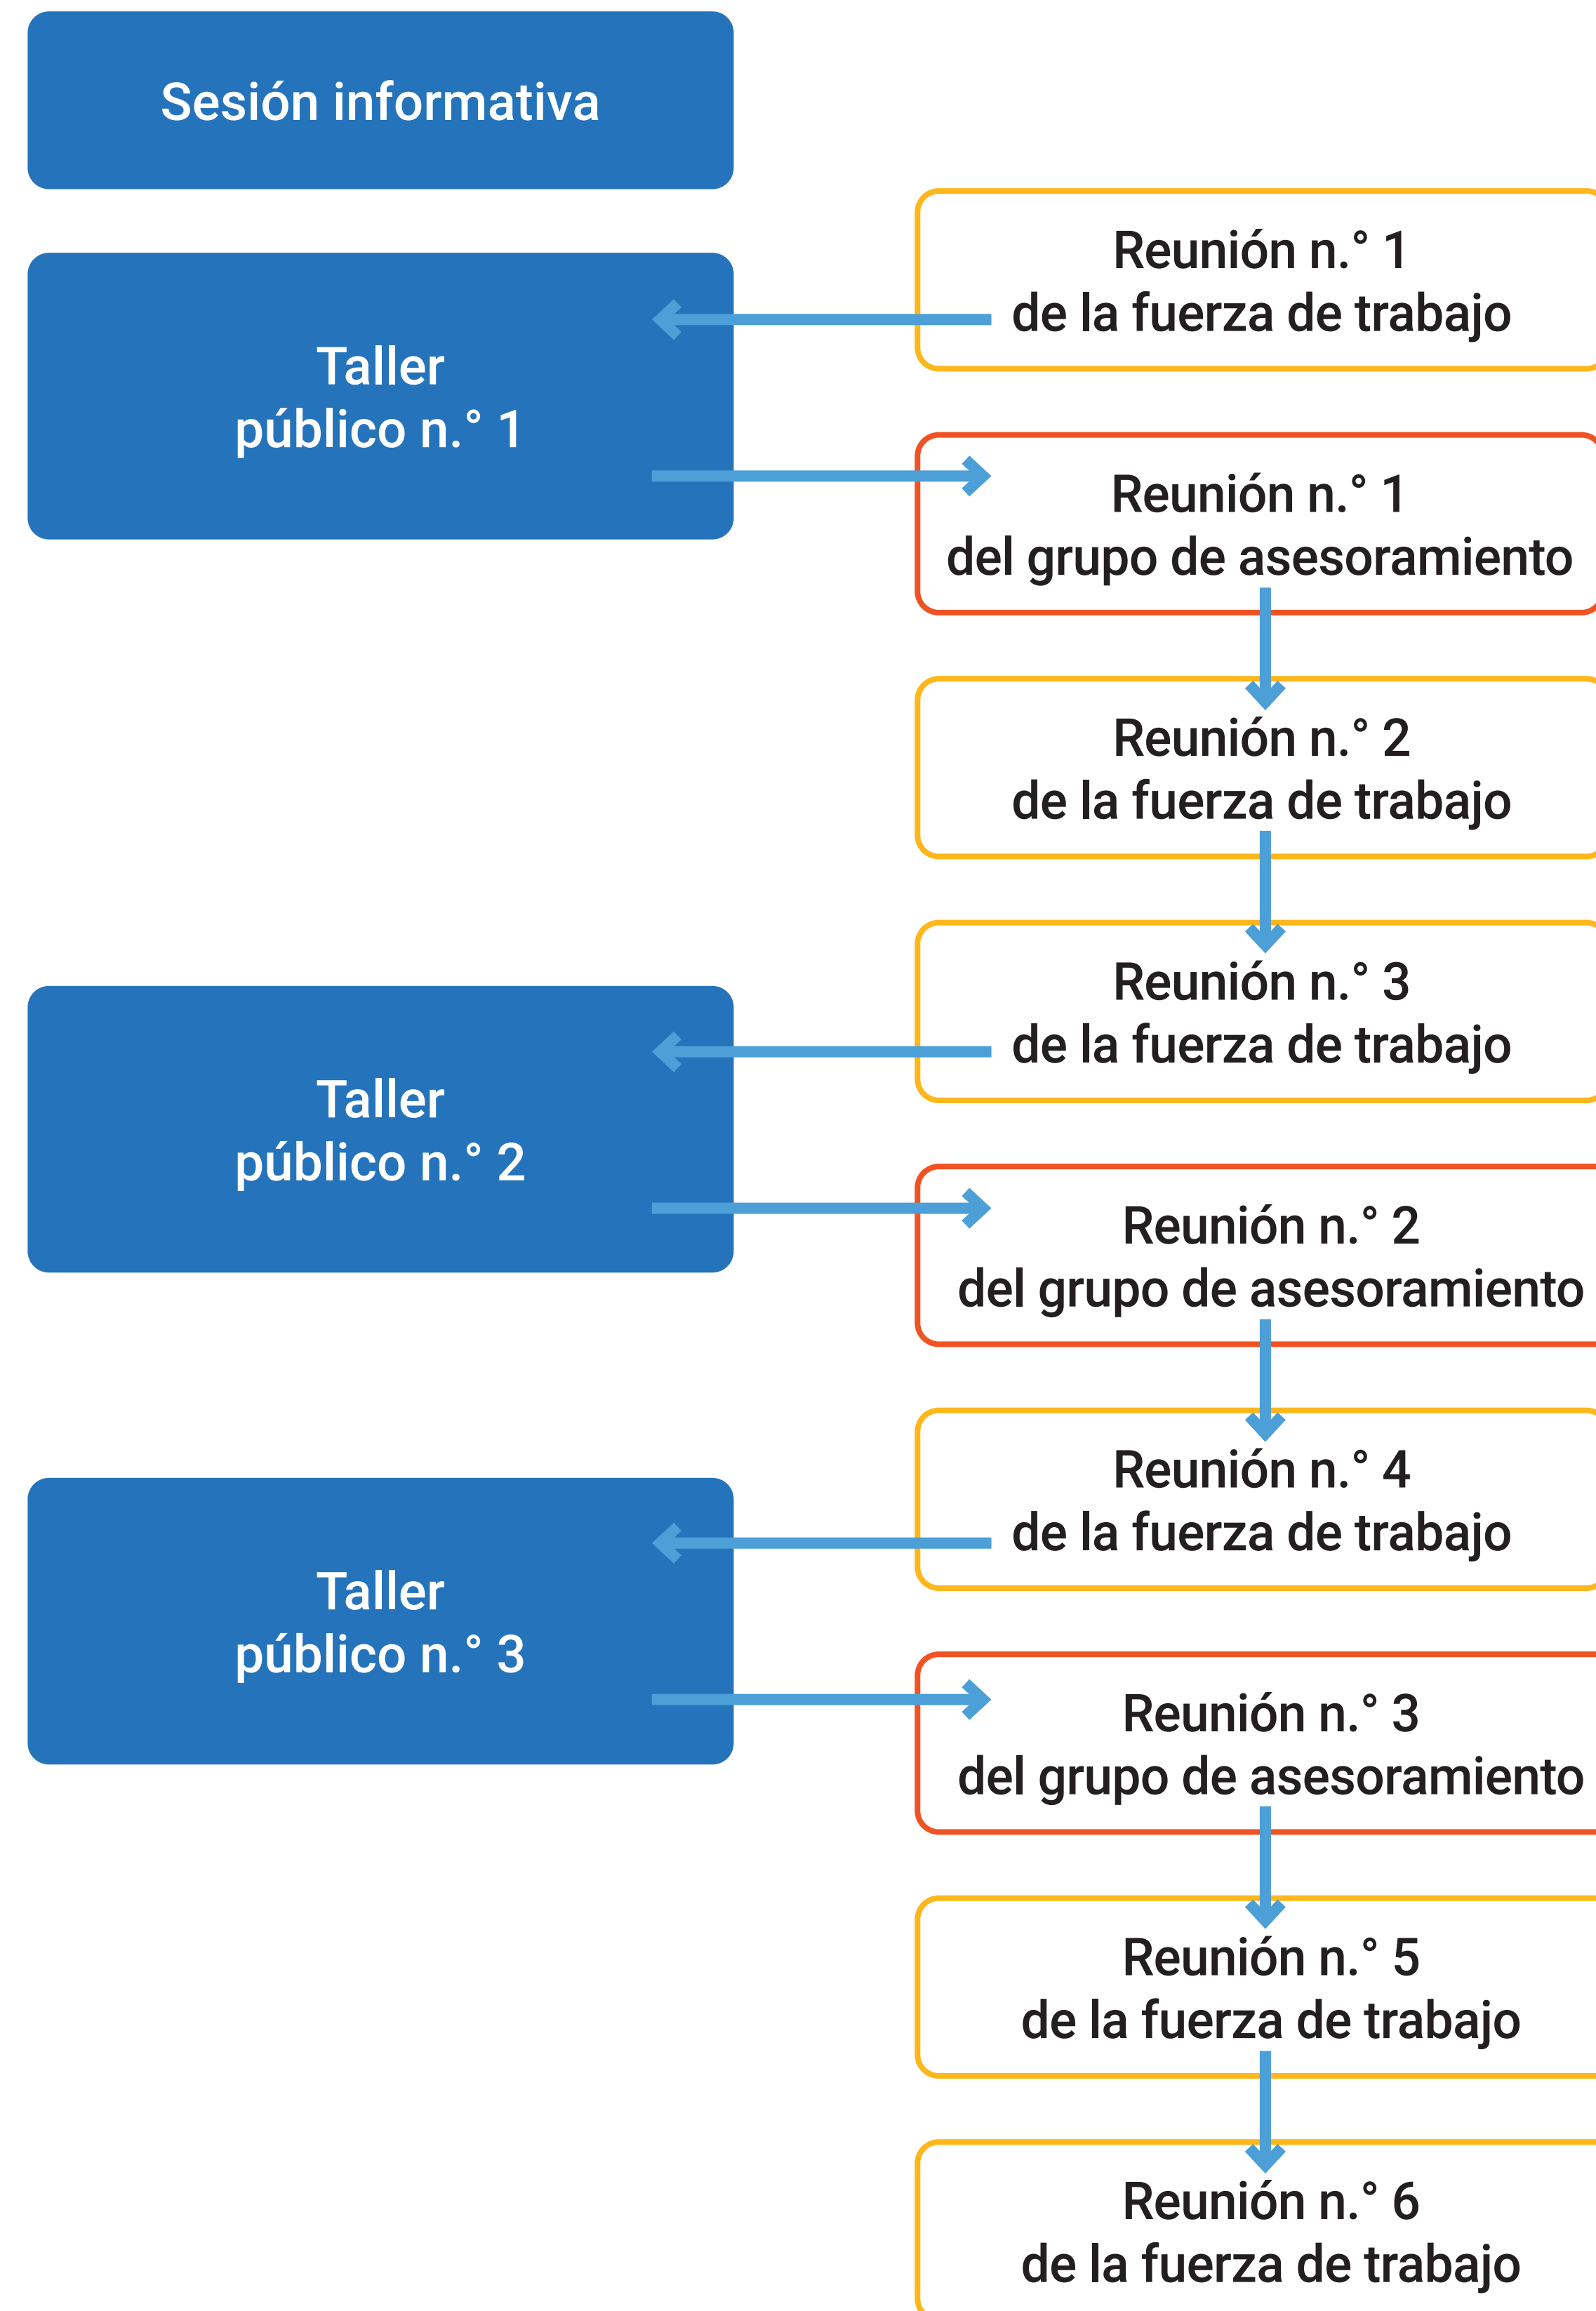 Sesión informativa
Reunión n.° 1
de la fuerza de trabajo
Taller
público n.° 1
Reunión n.° 1
del grupo de asesoramiento
Reunión n.° 2
de la fuerza de trabajo
Reunión n.° 3
de la fuerza de trabajo
Taller
público n.° 2
Reunión n.° 2
del grupo de asesoramiento
Reunión n.° 4
de la fuerza de trabajo
Taller
público n.° 3
Reunión n.° 3
del grupo de asesoramiento
Reunión n.° 5
de la fuerza de trabajo
Reunión n.° 6
de la fuerza de trabajo